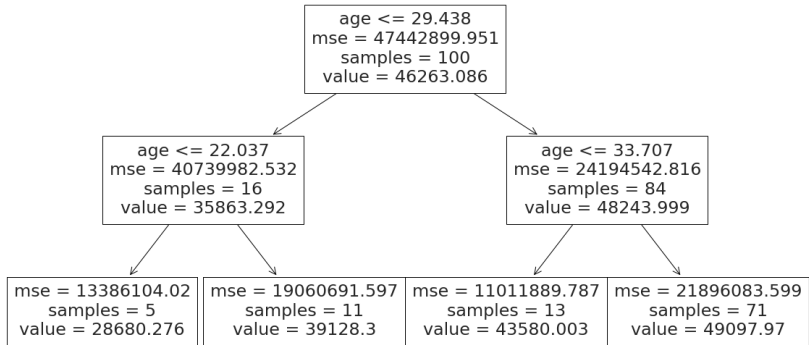 age <= 29.438
mse = 47442899.951
samples = 100
value = 46263.086
age <= 22.037
mse = 40739982.532
samples = 16
value = 35863.292
age <= 33.707
mse = 24194542.816
samples = 84
value = 48243.999
mse = 13386104.02
samples = 5
value = 28680.276
mse = 19060691.597
samples = 11
value = 39128.3
mse = 11011889.787
samples = 13
value = 43580.003
mse = 21896083.599
samples = 71
value = 49097.97